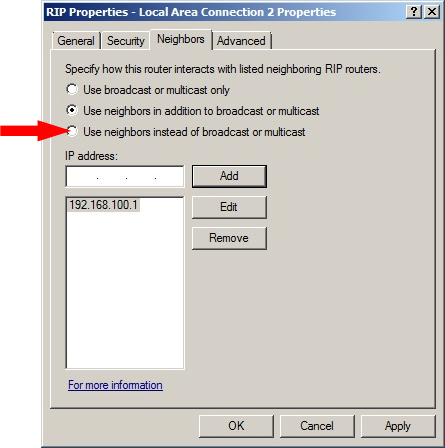 RIP Properties - Local Area Connection 2 Properties
General Security Neighbors Advanced
Specify how this router interacts with listed neighboring RIP routers.
Use broadcast or multicast only
Use neighbors in addition to broadcast or multicast
Use neighbors instead of broadcast or multicast
IP address:
. . . Add
192.168.100.1
Edit
Remove
For more information
OK Cancel Apply